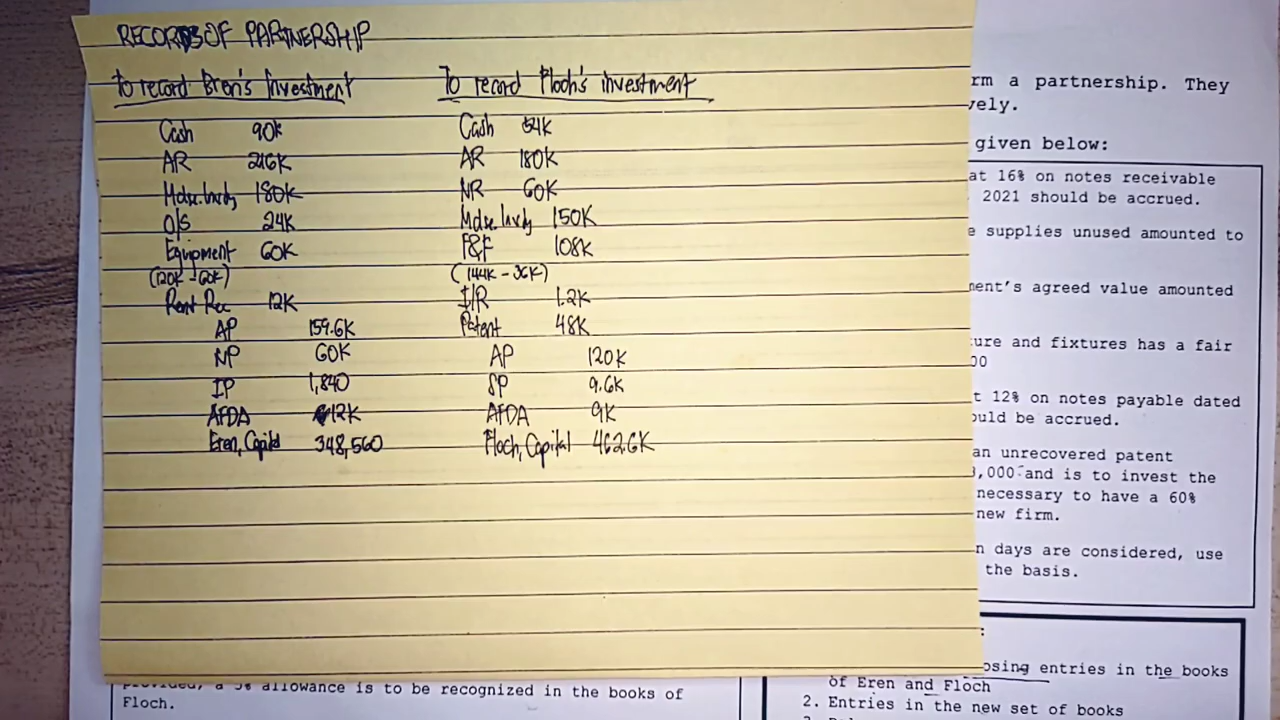 RECORDS OF PARTNERSHIP
To record Eren's Investment
Cash 90K
AR 216K
Mdse. Invty 180K
O/S 24K
Equipment 60K
(120K - 60K)
Rent Rec 12K
AP 159.6K
NP 60K
IP 1,840
AFDA 12K
Eren, Capital 348,560
To record Floch's investment
Cash 54K
AR 180K
NR 60K
Mdse. Invty 150K
F&F 108K
(144K - 36K)
I/R 1.2K
Patent 48K
AP 120K
SP 9.6K
AFDA 9K
Floch, Capital 462.6K
rm a partnership. They
vely.
given below:
at 16% on notes receivable
2021 should be accrued.
e supplies unused amounted to
ment's agreed value amounted
ure and fixtures has a fair
00
t 12% on notes payable dated
ould be accrued.
an unrecovered patent
,000 and is to invest the
necessary to have a 60%
new firm.
n days are considered, use
the basis.
provided, a 5% allowance is to be recognized in the books of
Floch.
:
osing entries in the books
of Eren and Floch
2. Entries in the new set of books